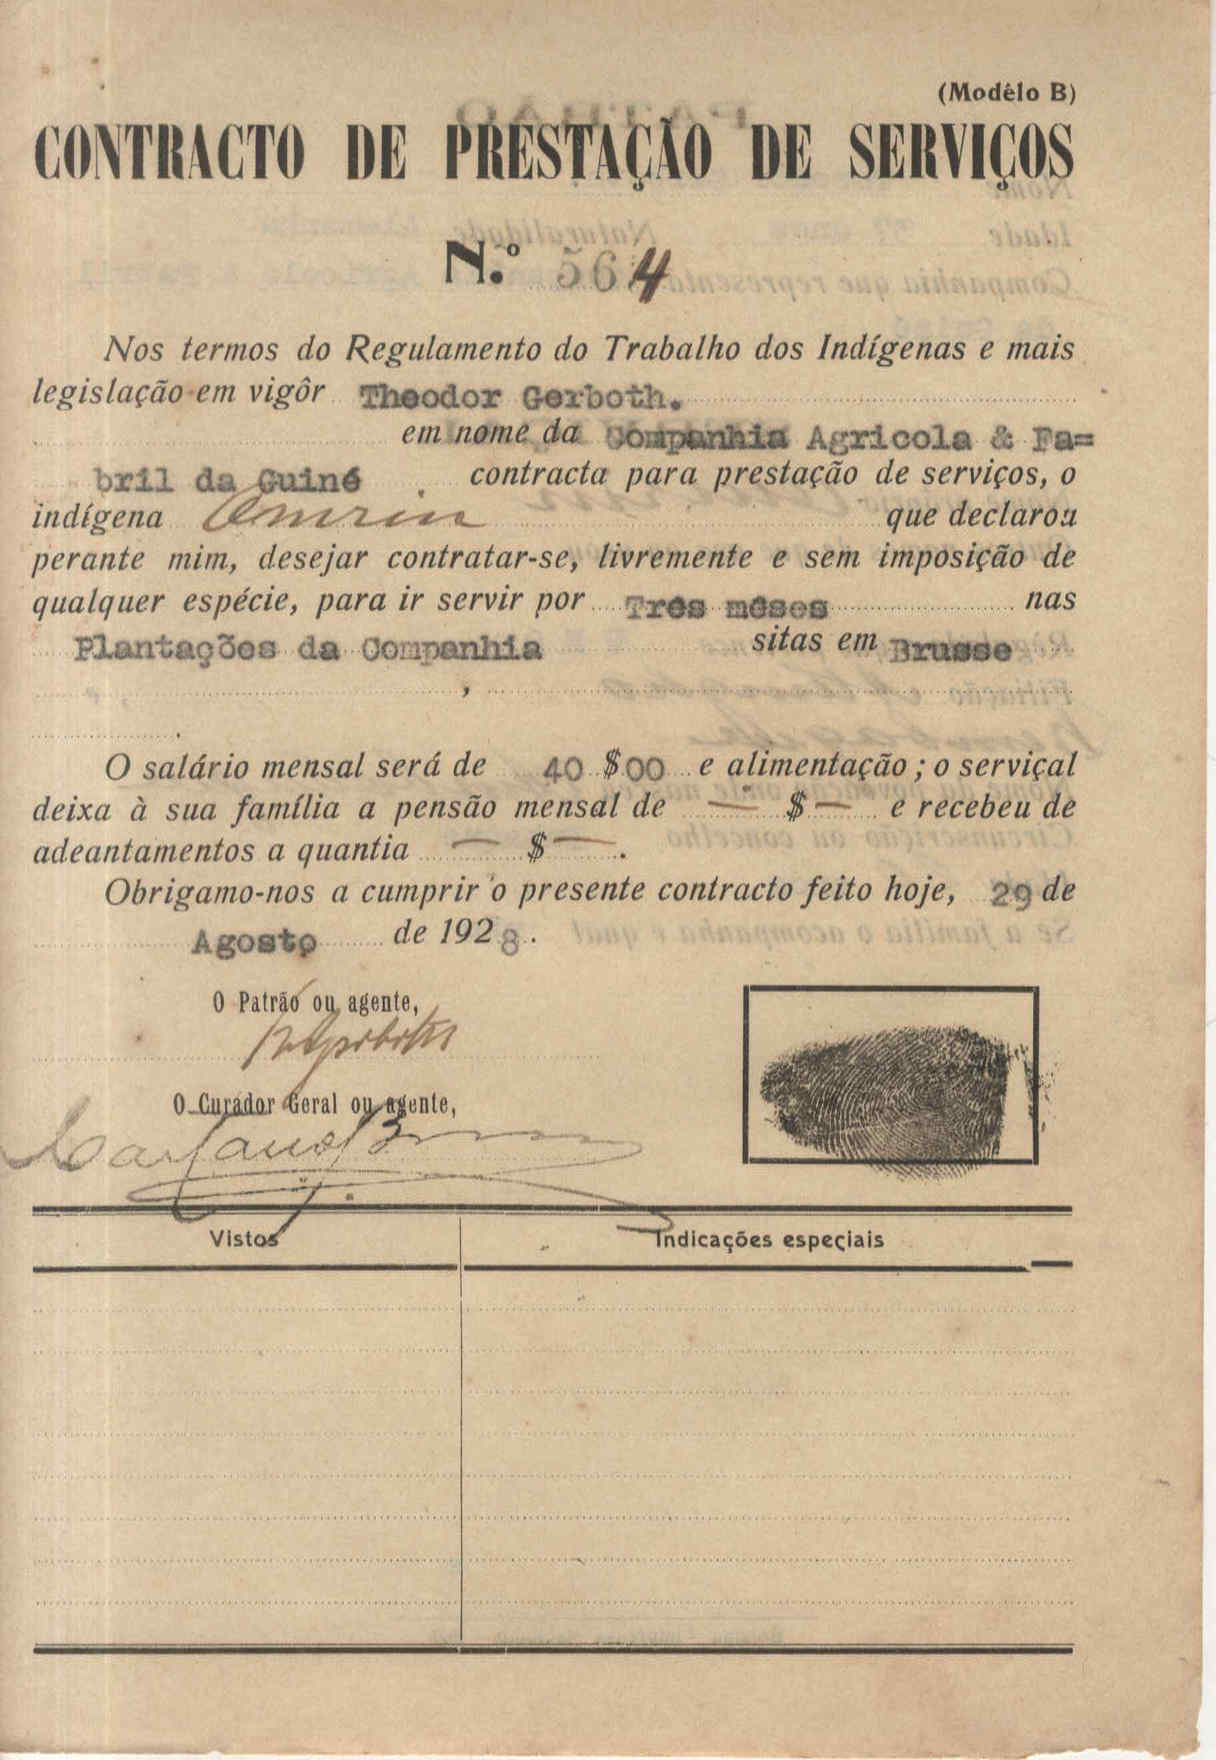 (Modêlo B)
CONTRACTO DE PRESTAÇÃO DE SERVIÇOS
N.º 564
Nos termos do Regulamento do Trabalho dos Indígenas e mais
legislação em vigôr Theodor Gerboth.
em nome da Companhia Agricola & Fa=
bril da Guiné . contracta para prestação de serviços, o
indígena que declarou
perante mim, desejar contratar-se, livremente e sem imposição de
qualquer espécie, para ir servir por Três mêses nas
Plantações da Companhia sitas em Brusse
,
.
O salário mensal será de 40 $00 e alimentação; o serviçal
deixa à sua família a pensão mensal de — $ — e recebeu de
adeantamentos a quantia — $ — .
Obrigamo-nos a cumprir o presente contracto feito hoje, 29 de
Agosto de 1928.
O Patrão ou agente,
O Curador Geral ou agente,
Vistos Indicações especiais